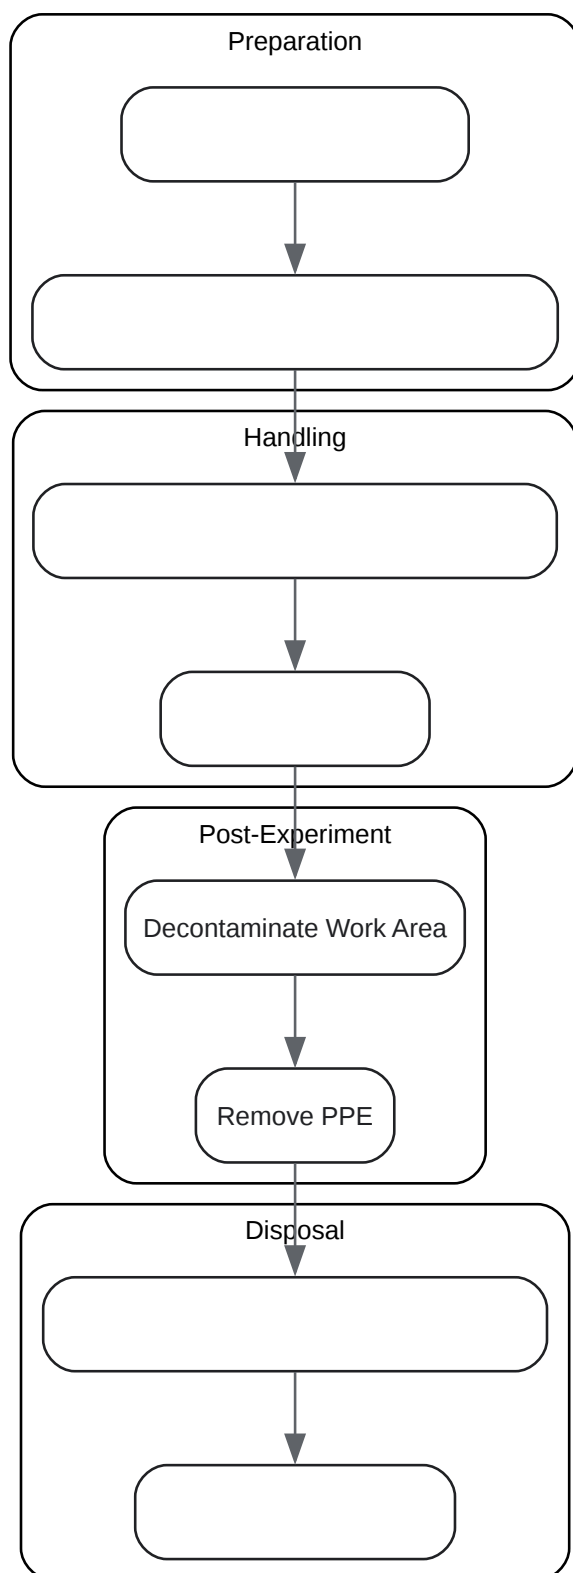 Preparation
Handling
Post-Experiment
Decontaminate Work Area
Remove PPE
Disposal